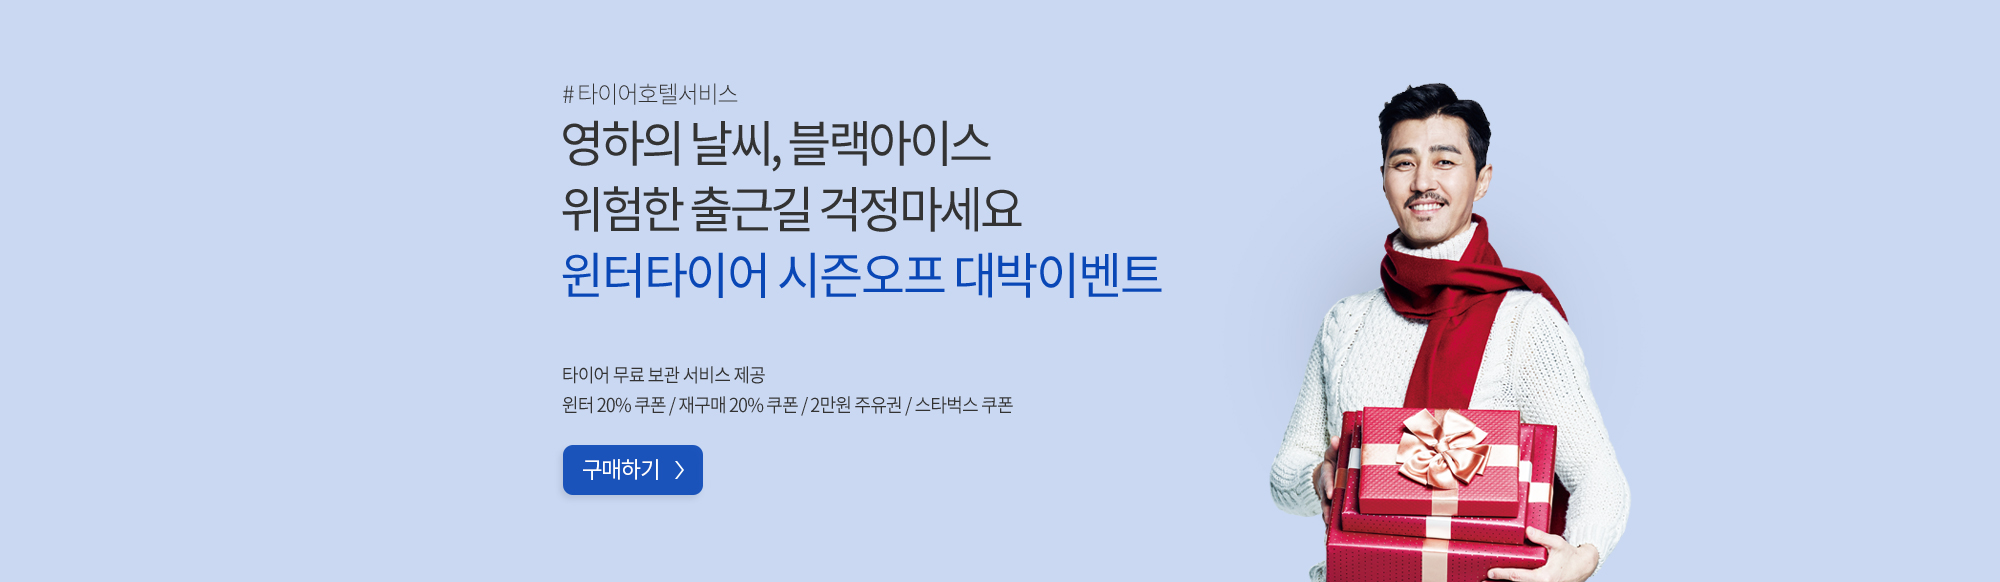 # 타이어호텔서비스
영하의 날씨, 블랙아이스
위험한 출근길 걱정마세요
윈터타이어 시즌오프 대박이벤트
타이어 무료 보관 서비스 제공
윈터 20% 쿠폰 / 재구매 20% 쿠폰 / 2만원 주유권 / 스타벅스 쿠폰
구매하기 >